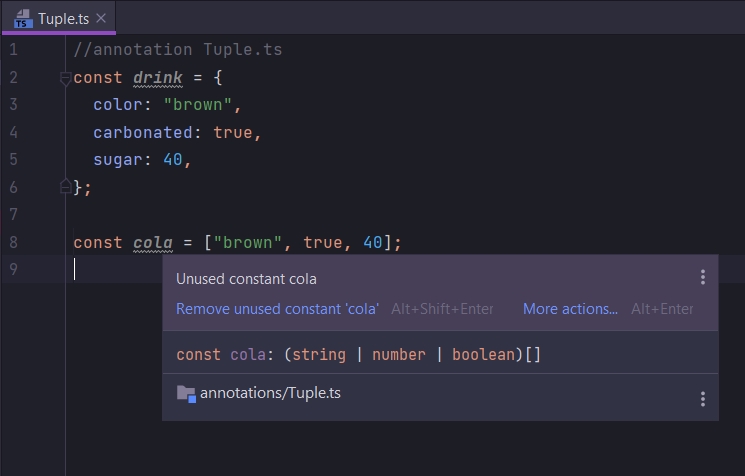 Tuple.ts
1 //annotation Tuple.ts
2 const drink = {
3 color: "brown",
4 carbonated: true,
5 sugar: 40,
6 };
7
8 const cola = ["brown", true, 40];
9
Unused constant cola
Remove unused constant 'cola' Alt+Shift+Enter More actions... Alt+Enter
const cola: (string | number | boolean)[]
annotations/Tuple.ts